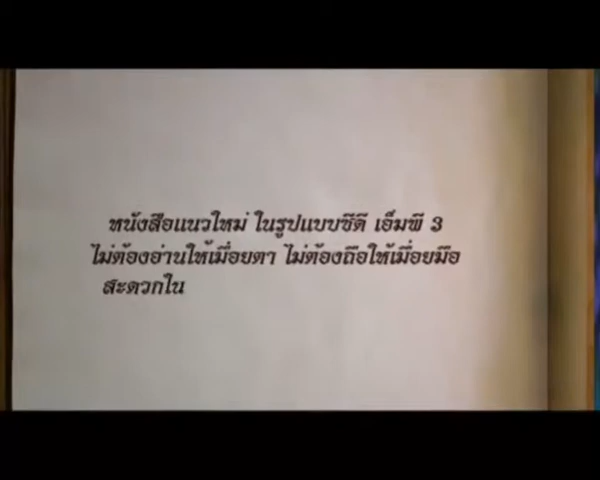 หนังสือแนวใหม่ ในรูปแบบซีดี เอ็มพี 3
ไม่ต้องอ่านให้เมื่อยตา ไม่ต้องถือให้เมื่อยมือ
สะดวกใน